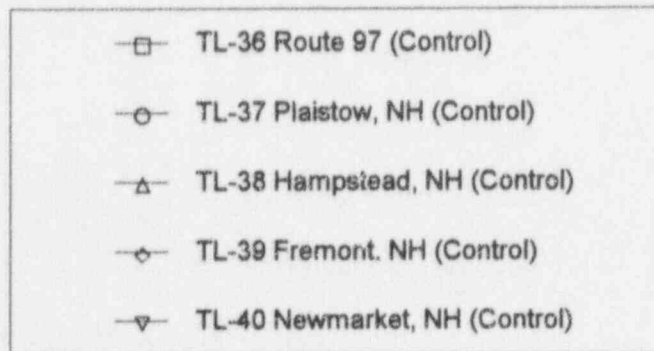 TL-36 Route 97 (Control)
TL-37 Plaistow, NH (Control)
TL-38 Hampstead, NH (Control)
TL-39 Fremont. NH (Control)
TL-40 Newmarket, NH (Control)